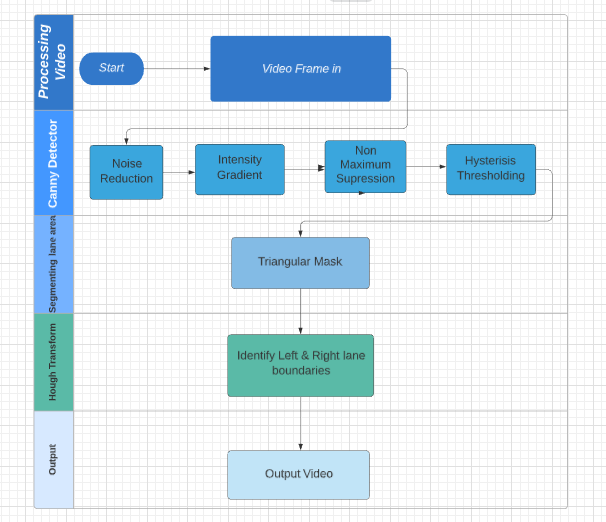 Processing
Video
Start
Video Frame in
Canny Detector
Noise
Reduction
Intensity
Gradient
Non
Maximum
Supression
Hysterisis
Thresholding
Segmenting lane area
Triangular Mask
Hough Transform
Identify Left & Right lane
boundaries
Output
Output Video